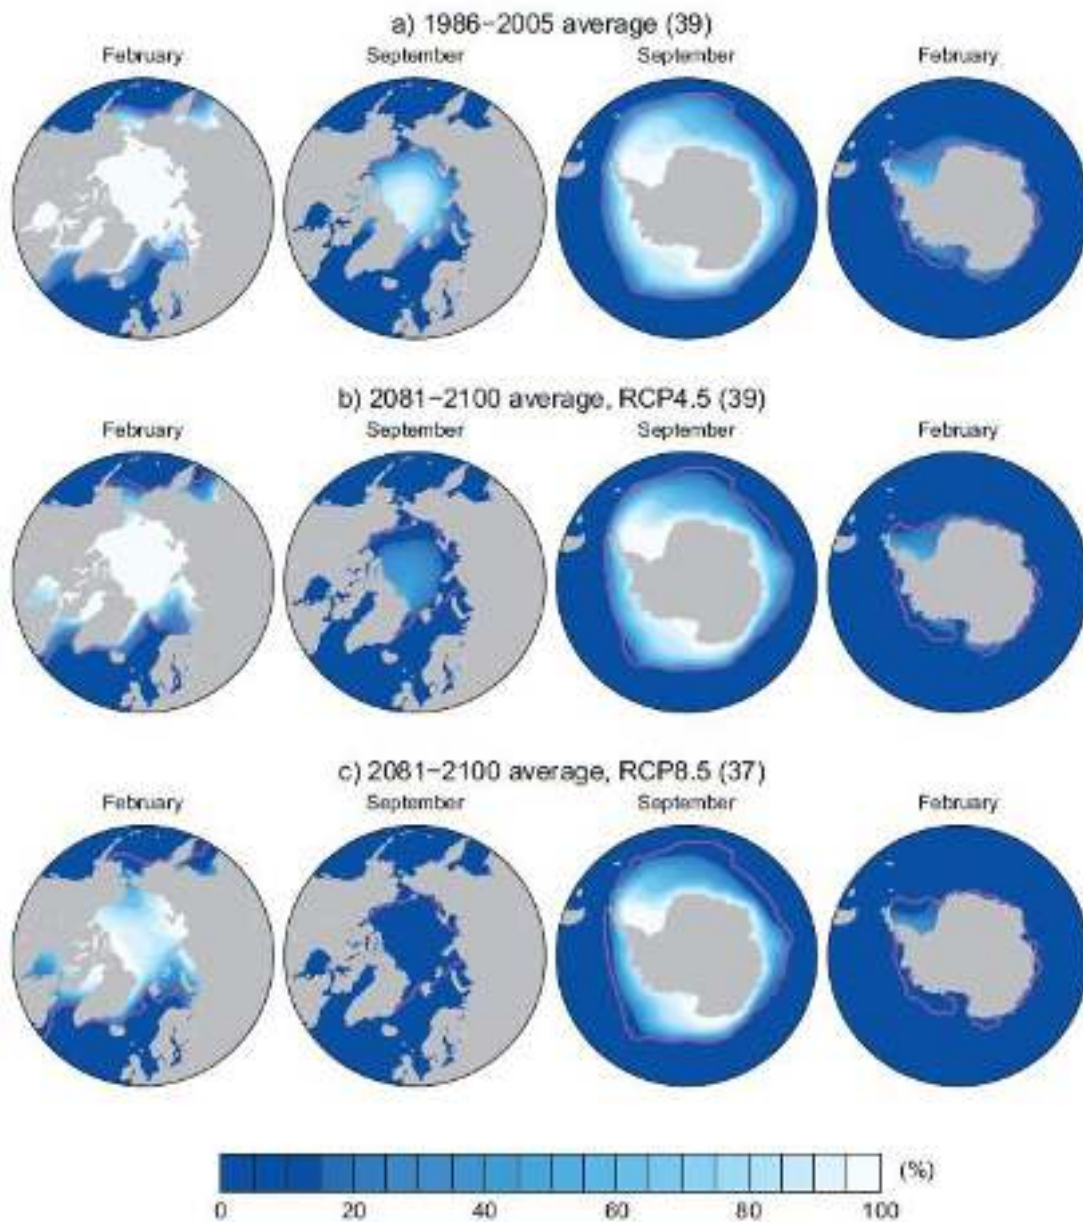 a) 1986−2005 average (39)
February September September February
b) 2081−2100 average, RCP4.5 (39)
February September September February
c) 2081−2100 average, RCP8.5 (37)
February September September February
(%)
0 20 40 60 80 100